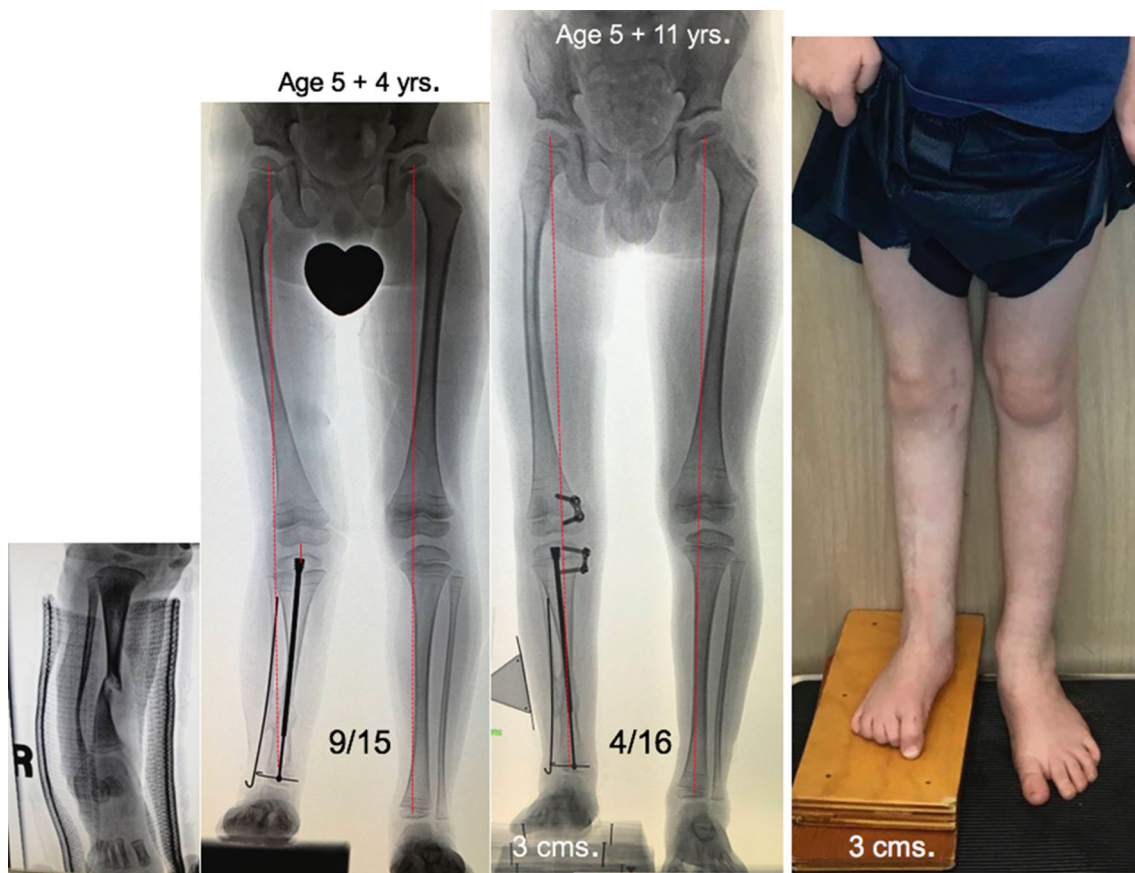 Age 5 + 4 yrs.
Age 5 + 11 yrs.
R
9/15
4/16
3 cms.
3 cms.